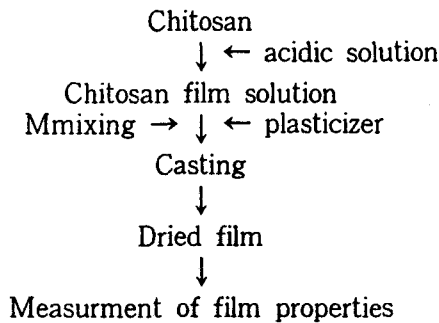 Chitosan
↓ ← acidic solution
Chitosan film solution
Mmixing → ↓ ← plasticizer
Casting
↓
Dried film
↓
Measurment of film properties